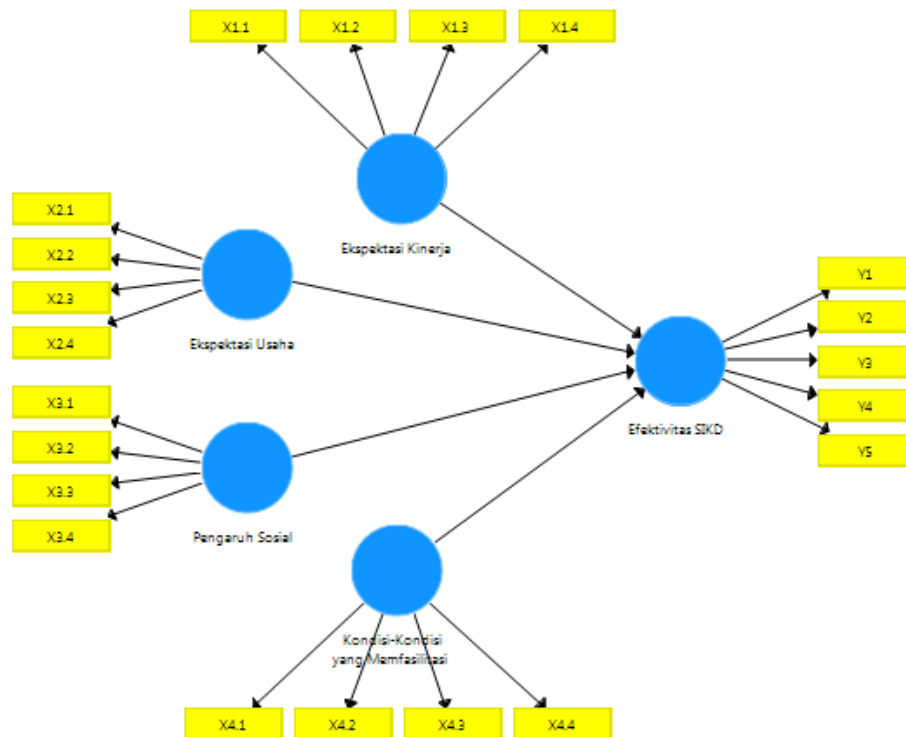 X1.1
X1.2
X1.3
X1.4
Ekspektasi Kinerja
X2.1
X2.2
X2.3
X2.4
Ekspektasi Usaha
X3.1
X3.2
X3.3
X3.4
Pengaruh Sosial
Kondisi-Kondisi
yang Memfasilitasi
X4.1
X4.2
X4.3
X4.4
Y1
Y2
Y3
Y4
Y5
Efektivitas SIKD